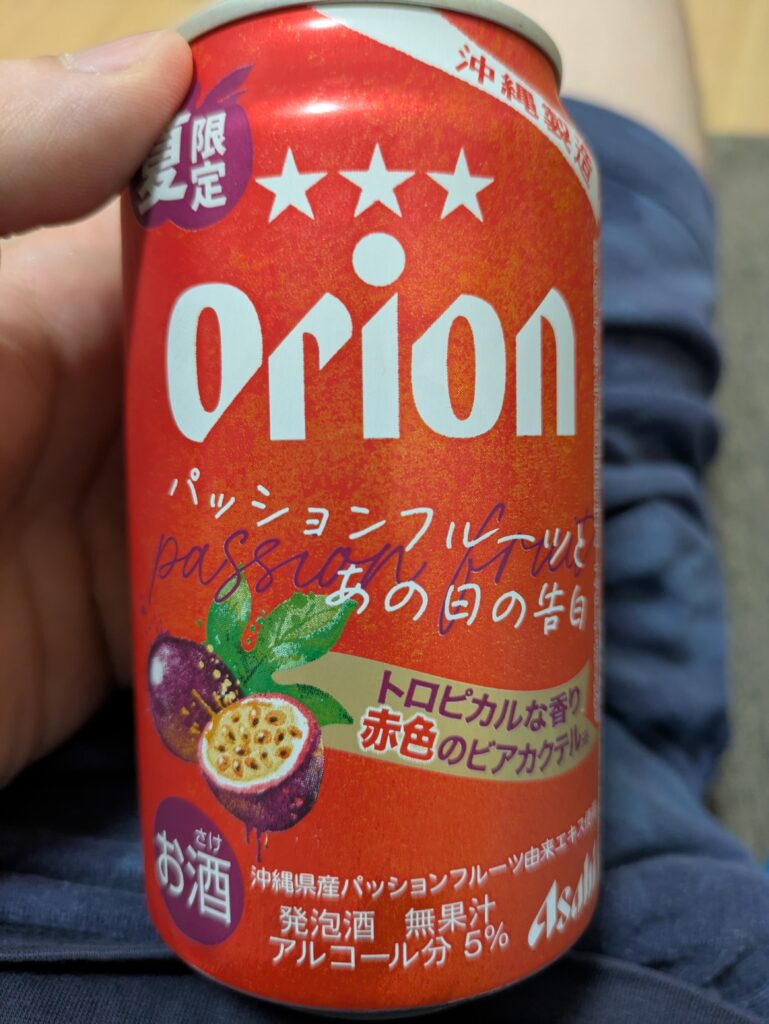 沖縄製造
夏限定
orion
パッションフルーツと
passion fruit
あの日の告白
トロピカルな香り
赤色のビアカクテル
さけ
お酒
沖縄県産パッションフルーツ由来エキス使用
発泡酒 無果汁
アルコール分 5%
Asahi